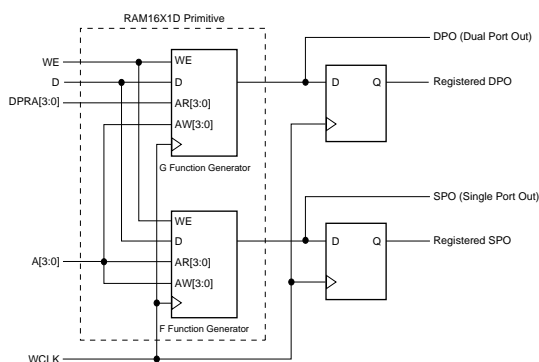 RAM16X1D Primitive
DPO (Dual Port Out)
WE
WE
D
D
D
Q
Registered DPO
DPRA[3:0]
AR[3:0]
AW[3:0]
G Function Generator
SPO (Single Port Out)
WE
D
D
Q
Registered SPO
A[3:0]
AR[3:0]
AW[3:0]
F Function Generator
WCLK